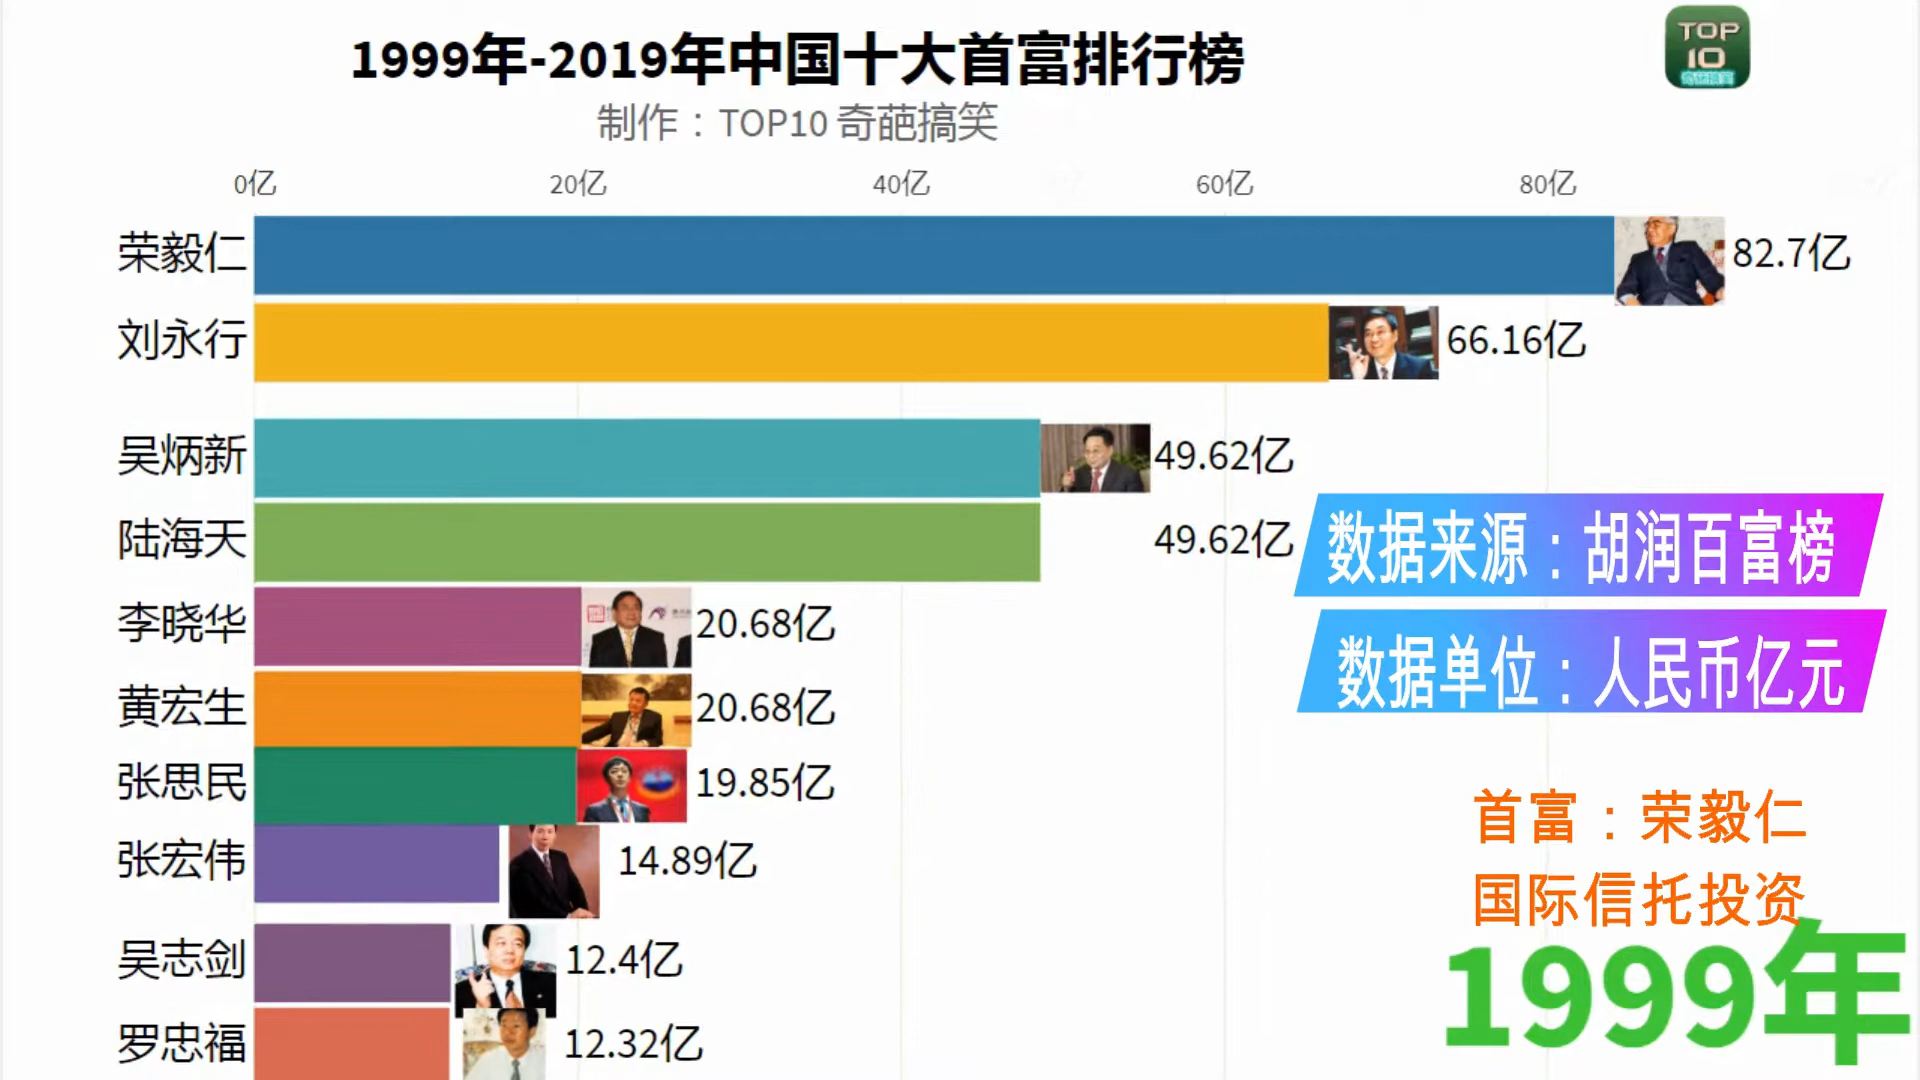 1999年-2019年中国十大首富排行榜
TOP
10
奇葩搞笑
制作：TOP10 奇葩搞笑
0亿 20亿 40亿 60亿 80亿
荣毅仁 82.7亿
刘永行 66.16亿
吴炳新 49.62亿
陆海天 49.62亿
数据来源：胡润百富榜
李晓华 20.68亿
数据单位：人民币亿元
黄宏生 20.68亿
张思民 19.85亿
首富：荣毅仁
张宏伟 14.89亿
国际信托投资
吴志剑 12.4亿
1999年
罗忠福 12.32亿